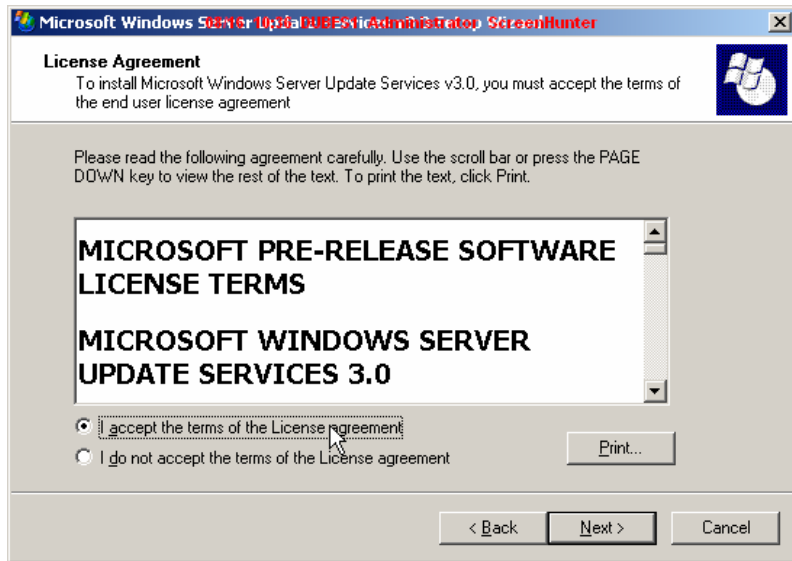 Microsoft Windows Server Update Services 3.0 Setup
Administrator ScreenHunter
License Agreement
To install Microsoft Windows Server Update Services v3.0, you must accept the terms of
the end user license agreement
Please read the following agreement carefully. Use the scroll bar or press the PAGE
DOWN key to view the rest of the text. To print the text, click Print.
MICROSOFT PRE-RELEASE SOFTWARE
LICENSE TERMS
MICROSOFT WINDOWS SERVER
UPDATE SERVICES 3.0
I accept the terms of the License agreement
I do not accept the terms of the License agreement
Print...
< Back
Next >
Cancel